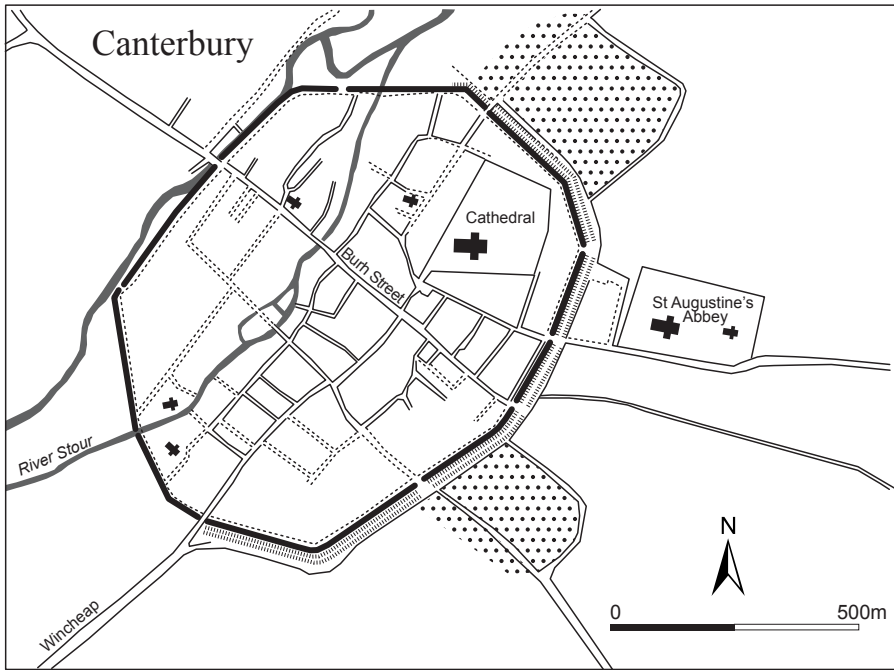 Canterbury
Cathedral
Burh Street
St Augustine's
Abbey
River Stour
Wincheap
N
0 500m